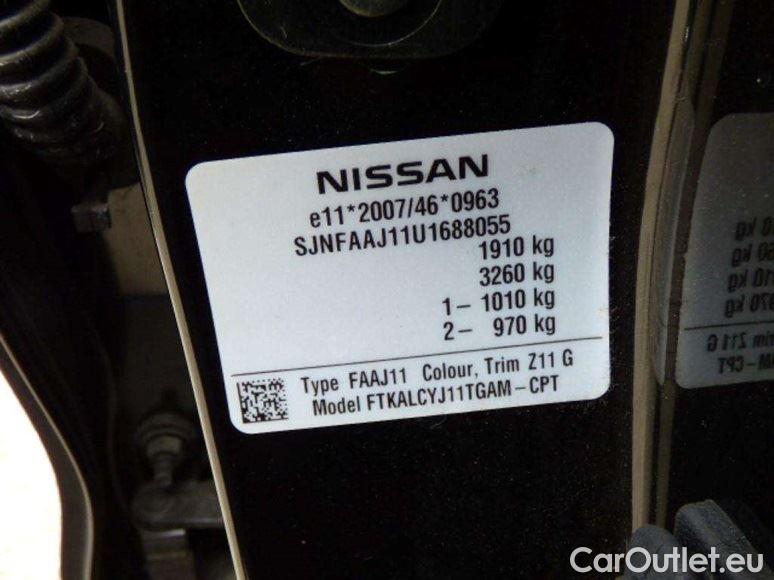 NISSAN
e11*2007/46*0963
SJNFAAJ11U1688055
1910 kg
3260 kg
1- 1010 kg
2- 970 kg
Type FAAJ11 Colour, Trim Z11 G
Model FTKALCYJ11TGAM-CPT
CarOutlet.eu